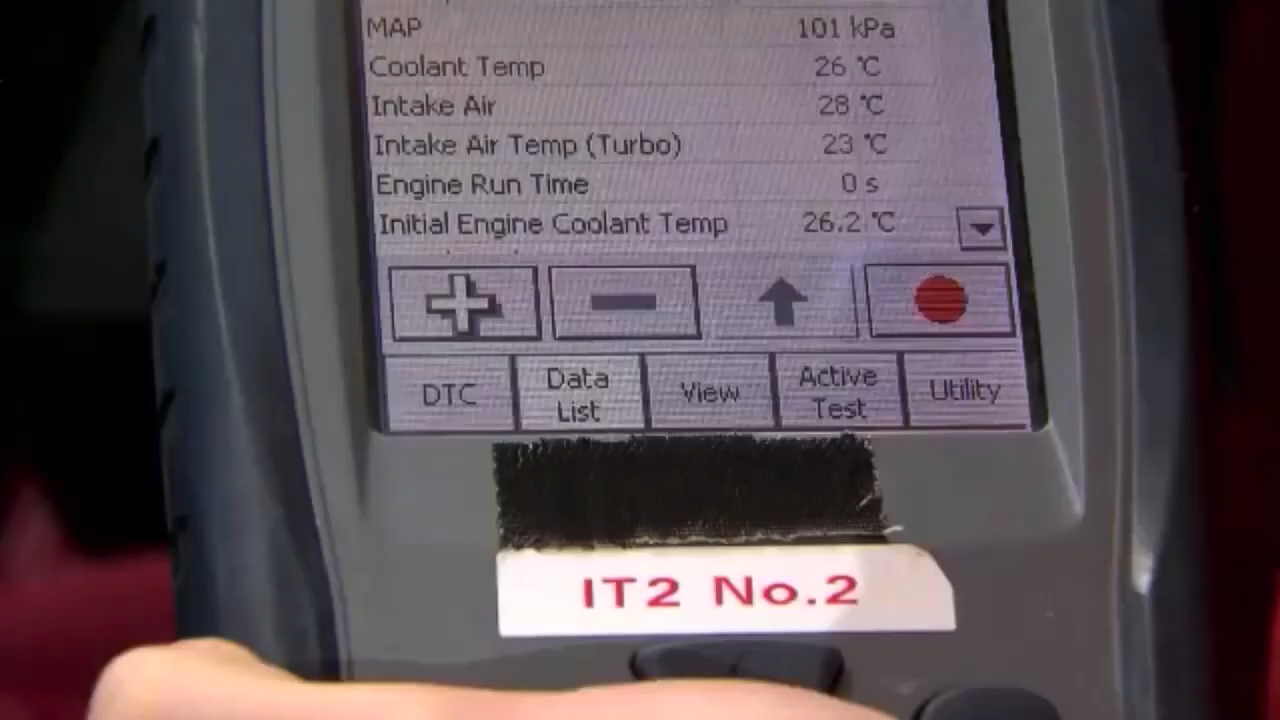 MAP 101 kPa
Coolant Temp 26 ℃
Intake Air 28 ℃
Intake Air Temp (Turbo) 23 ℃
Engine Run Time 0 s
Initial Engine Coolant Temp 26.2 ℃
DTC
Data
List
View
Active
Test
Utility
IT2 No.2